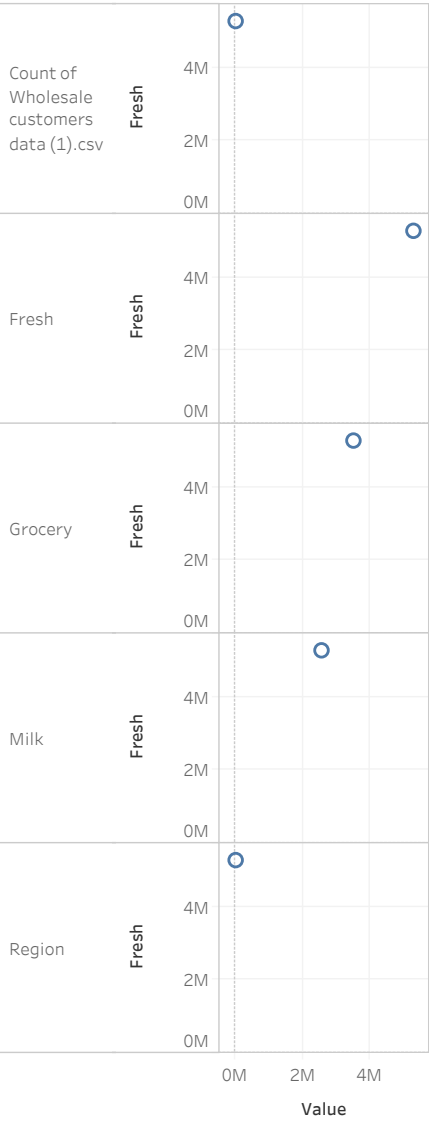 Count of
Wholesale
customers
data (1).csv
Fresh
4M
2M
0M
Fresh
Fresh
4M
2M
0M
Grocery
Fresh
4M
2M
0M
Milk
Fresh
4M
2M
0M
Region
Fresh
4M
2M
0M
0M 2M 4M
Value